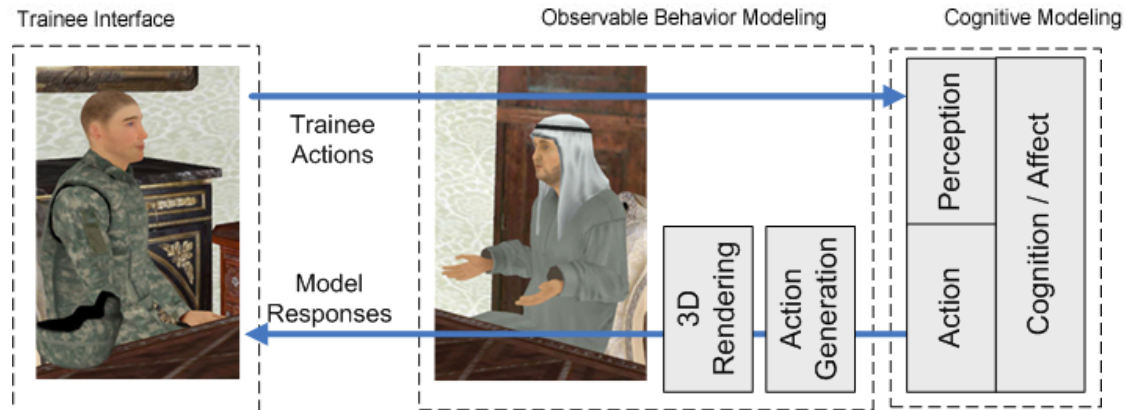 Trainee Interface
Observable Behavior Modeling
Cognitive Modeling
Trainee
Actions
Model
Responses
3D
Rendering
Action
Generation
Perception
Action
Cognition / Affect